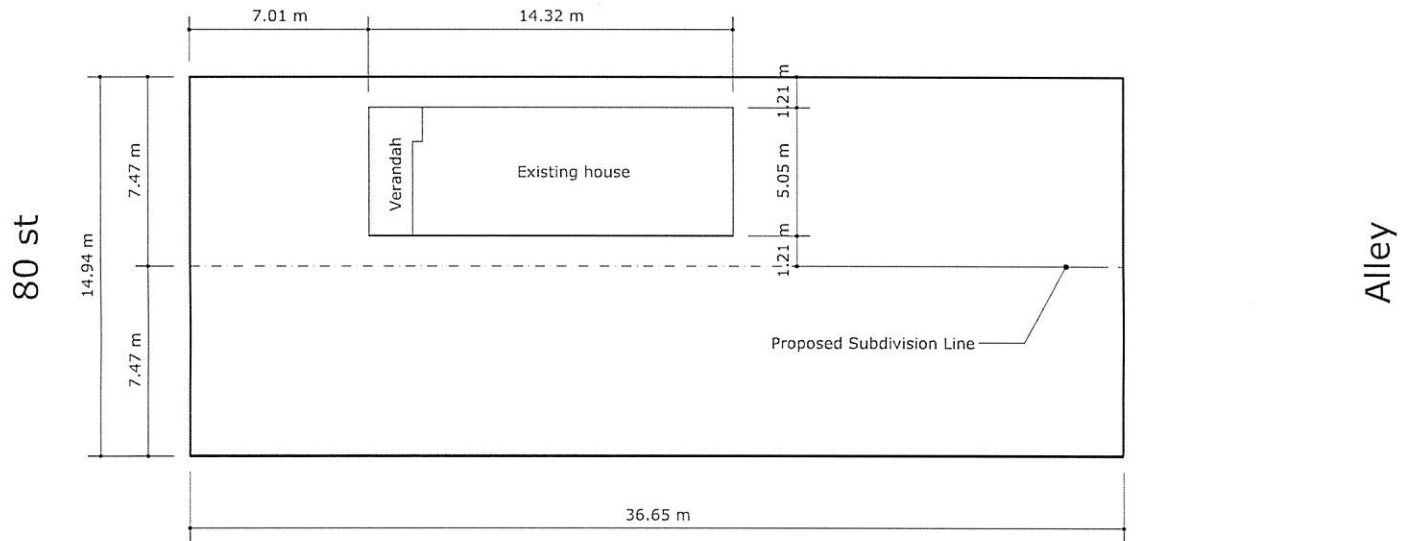 7.01 m
14.32 m
1.21 m
7.47 m
Verandah
Existing house
5.05 m
80 st
14.94 m
1.21 m
Alley
7.47 m
Proposed Subdivision Line
36.65 m